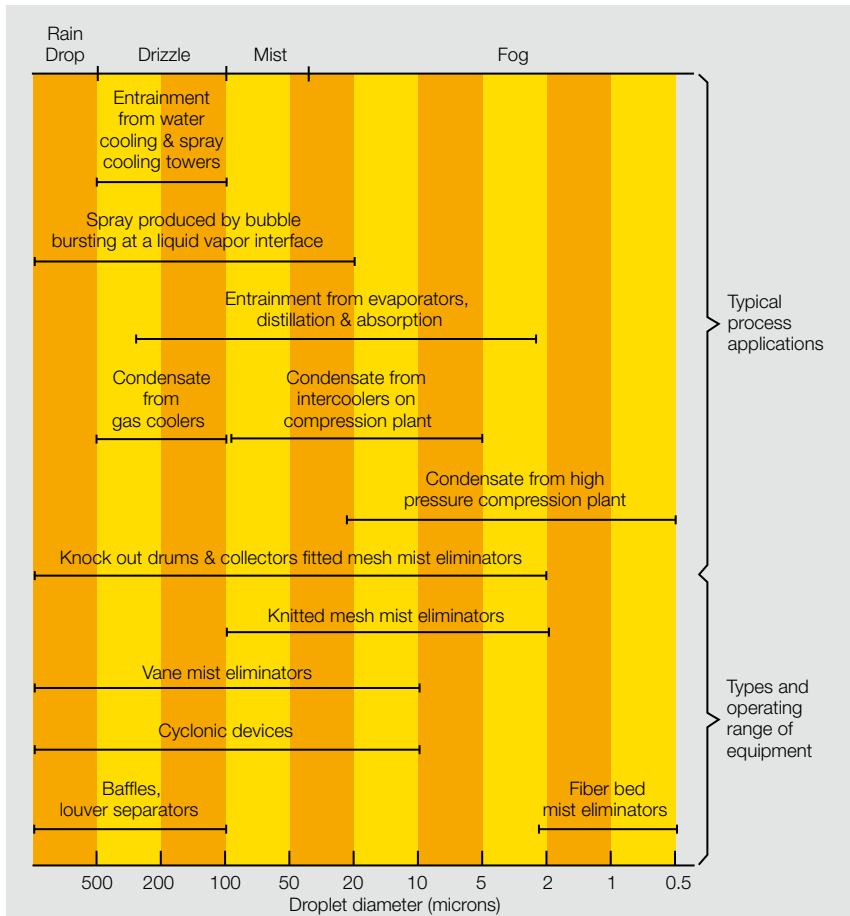 Rain
Drop
Drizzle
Mist
Fog
Entrainment
from water
cooling & spray
cooling towers
Spray produced by bubble
bursting at a liquid vapor interface
Entrainment from evaporators,
distillation & absorption
Typical
process
applications
Condensate
from
gas coolers
Condensate from
intercoolers on
compression plant
Condensate from high
pressure compression plant
Knock out drums & collectors fitted mesh mist eliminators
Knitted mesh mist eliminators
Vane mist eliminators
Types and
operating
range of
equipment
Cyclonic devices
Baffles,
louver separators
Fiber bed
mist eliminators
500 200 100 50 20 10 5 2 1 0.5
Droplet diameter (microns)